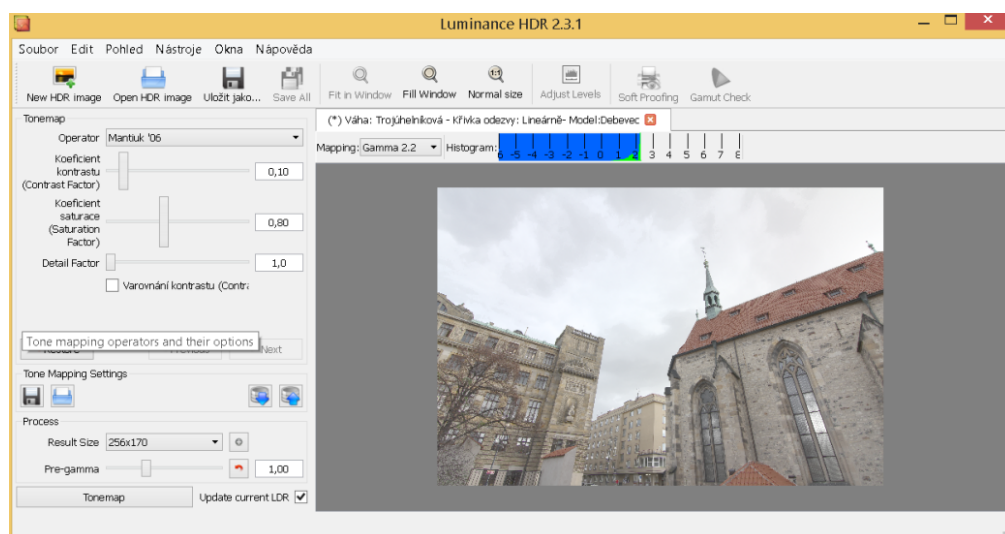 Luminance HDR 2.3.1
Soubor Edit Pohled Nástroje Okna Nápověda
New HDR image Open HDR image Uložit jako... Save All Fit in Window Fill Window Normal size Adjust Levels Soft Proofing Gamut Check
Tonemap
(*) Váha: Trojúhelníková - Křivka odezvy: Lineárně- Model:Debevec
Operator Mantiuk '06
Mapping: Gamma 2.2 Histogram: -5 -4 -3 -2 -1 0 1 2 3 4 5 6 7
Koeficient
kontrastu
(Contrast Factor)
0,10
Koeficient
saturace
(Saturation
Factor)
0,80
Detail Factor 1,0
Varovnání kontrastu (Contra
Tone mapping operators and their options
Next
Tone Mapping Settings
Process
Result Size 256x170
Pre-gamma 1,00
Tonemap Update current LDR